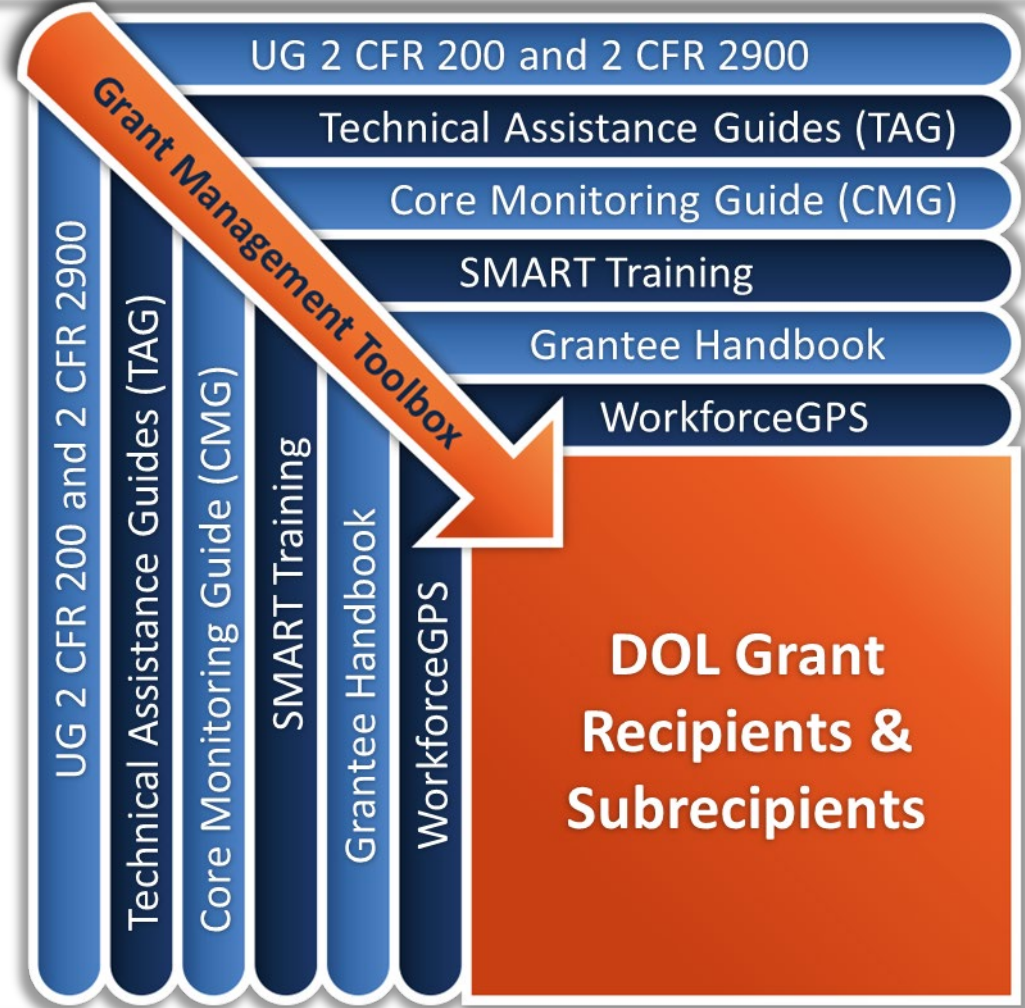 UG 2 CFR 200 and 2 CFR 2900
Technical Assistance Guides (TAG)
Core Monitoring Guide (CMG)
SMART Training
Grantee Handbook
WorkforceGPS
Grant Management Toolbox
UG 2 CFR 200 and 2 CFR 2900
Technical Assistance Guides (TAG)
Core Monitoring Guide (CMG)
SMART Training
Grantee Handbook
WorkforceGPS
DOL Grant
Recipients &
Subrecipients